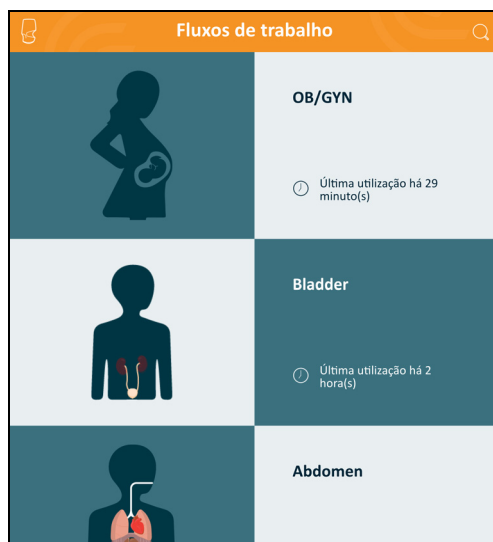 Fluxos de trabalho
OB/GYN
Última utilização há 29
minuto(s)
Bladder
Última utilização há 2
hora(s)
Abdomen